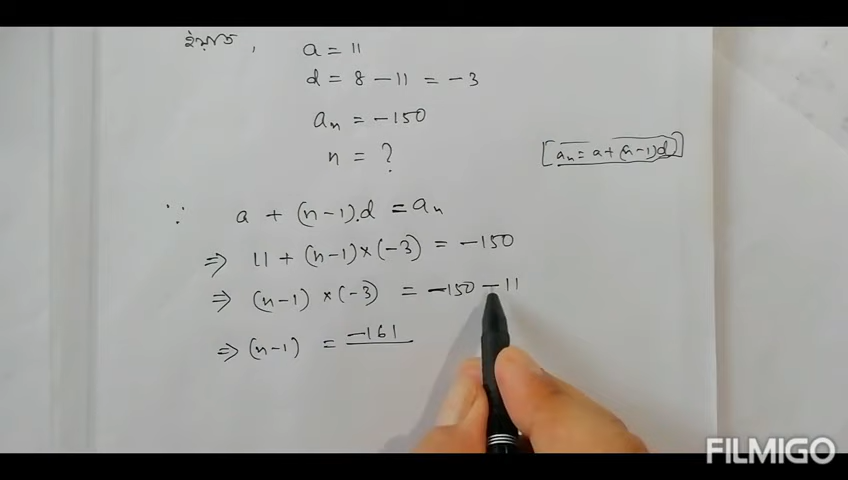 ইয়াত, a = 11
d = 8 - 11 = -3
aₙ = -150
n = ?
[aₙ = a + (n-1)d]
∵ a + (n-1).d = aₙ
⇒ 11 + (n-1)×(-3) = -150
⇒ (n-1) ×(-3) = -150 - 11
⇒ (n-1) = -161
FILMIGO